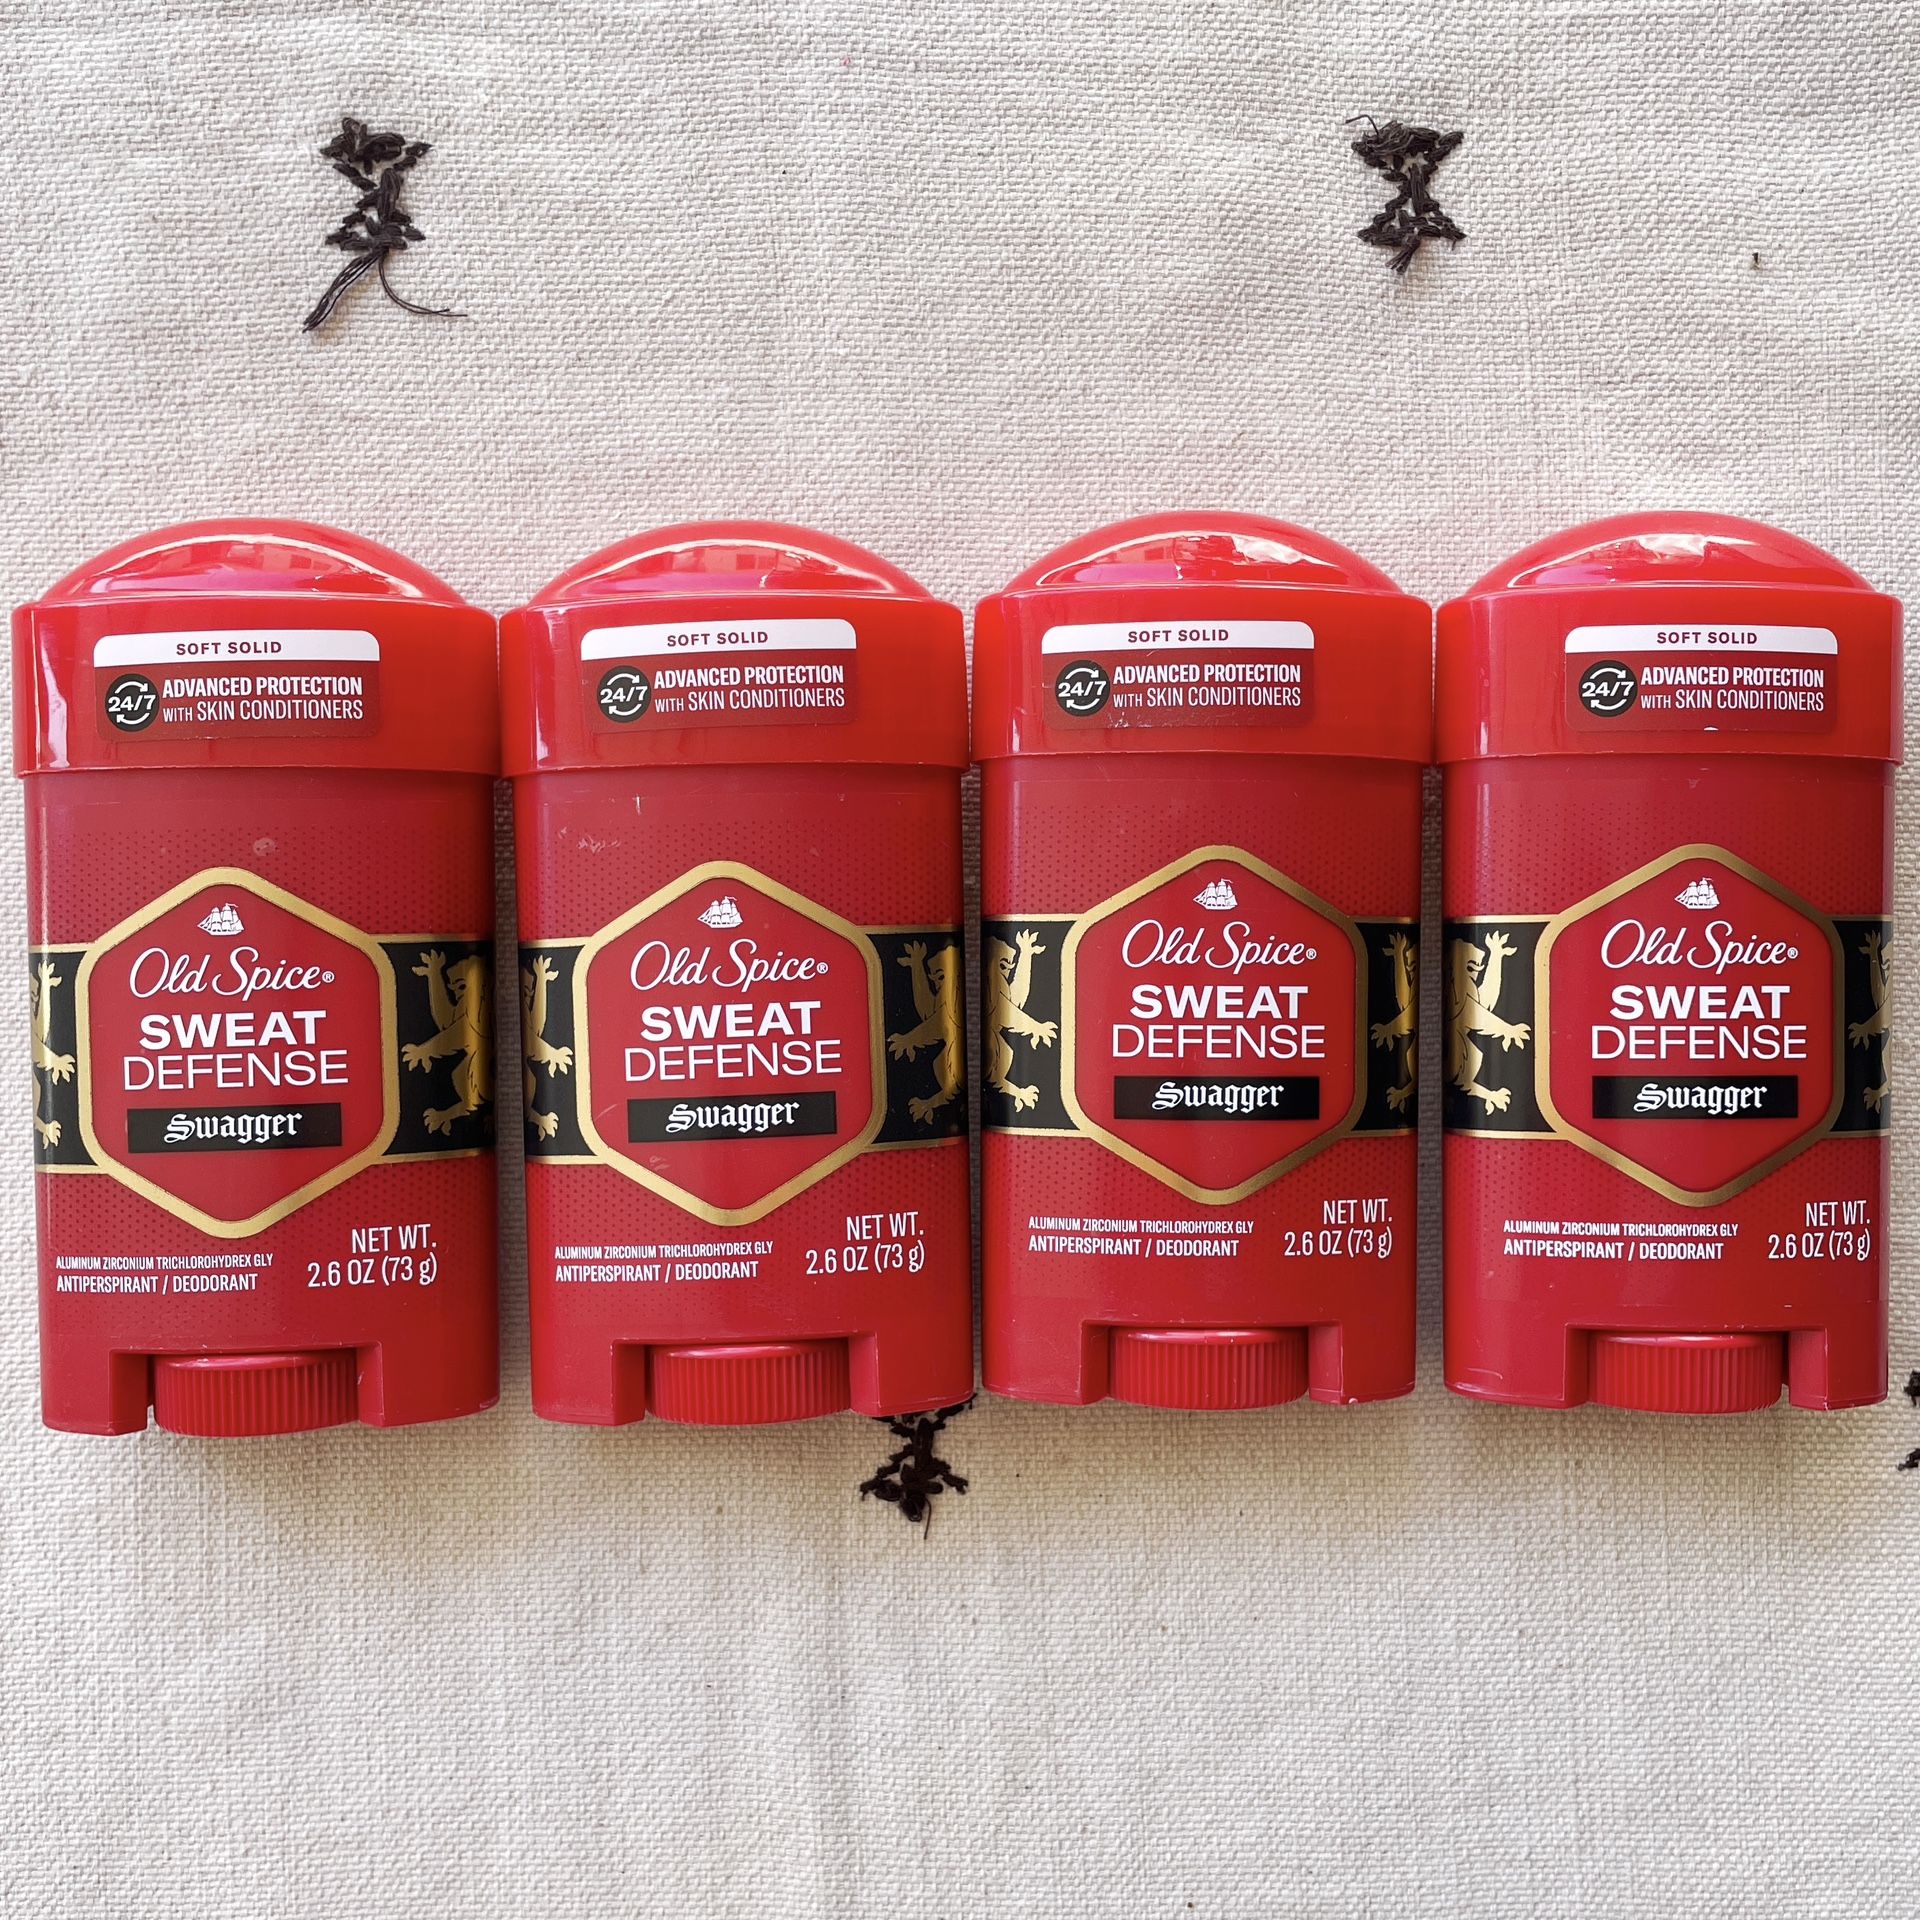 SOFT SOLID
24/7
ADVANCED PROTECTION
WITH SKIN CONDITIONERS
Old Spice®
SWEAT
DEFENSE
Swagger
NET WT.
2.6 OZ (73 g)
ALUMINUM ZIRCONIUM TRICHLOROHYDREX GLY
ANTIPERSPIRANT / DEODORANT
SOFT SOLID
24/7
ADVANCED PROTECTION
WITH SKIN CONDITIONERS
Old Spice®
SWEAT
DEFENSE
Swagger
NET WT.
2.6 OZ (73 g)
ALUMINUM ZIRCONIUM TRICHLOROHYDREX GLY
ANTIPERSPIRANT / DEODORANT
SOFT SOLID
24/7
ADVANCED PROTECTION
WITH SKIN CONDITIONERS
Old Spice®
SWEAT
DEFENSE
Swagger
NET WT.
2.6 OZ (73 g)
ALUMINUM ZIRCONIUM TRICHLOROHYDREX GLY
ANTIPERSPIRANT / DEODORANT
SOFT SOLID
24/7
ADVANCED PROTECTION
WITH SKIN CONDITIONERS
Old Spice®
SWEAT
DEFENSE
Swagger
NET WT.
2.6 OZ (73 g)
ALUMINUM ZIRCONIUM TRICHLOROHYDREX GLY
ANTIPERSPIRANT / DEODORANT